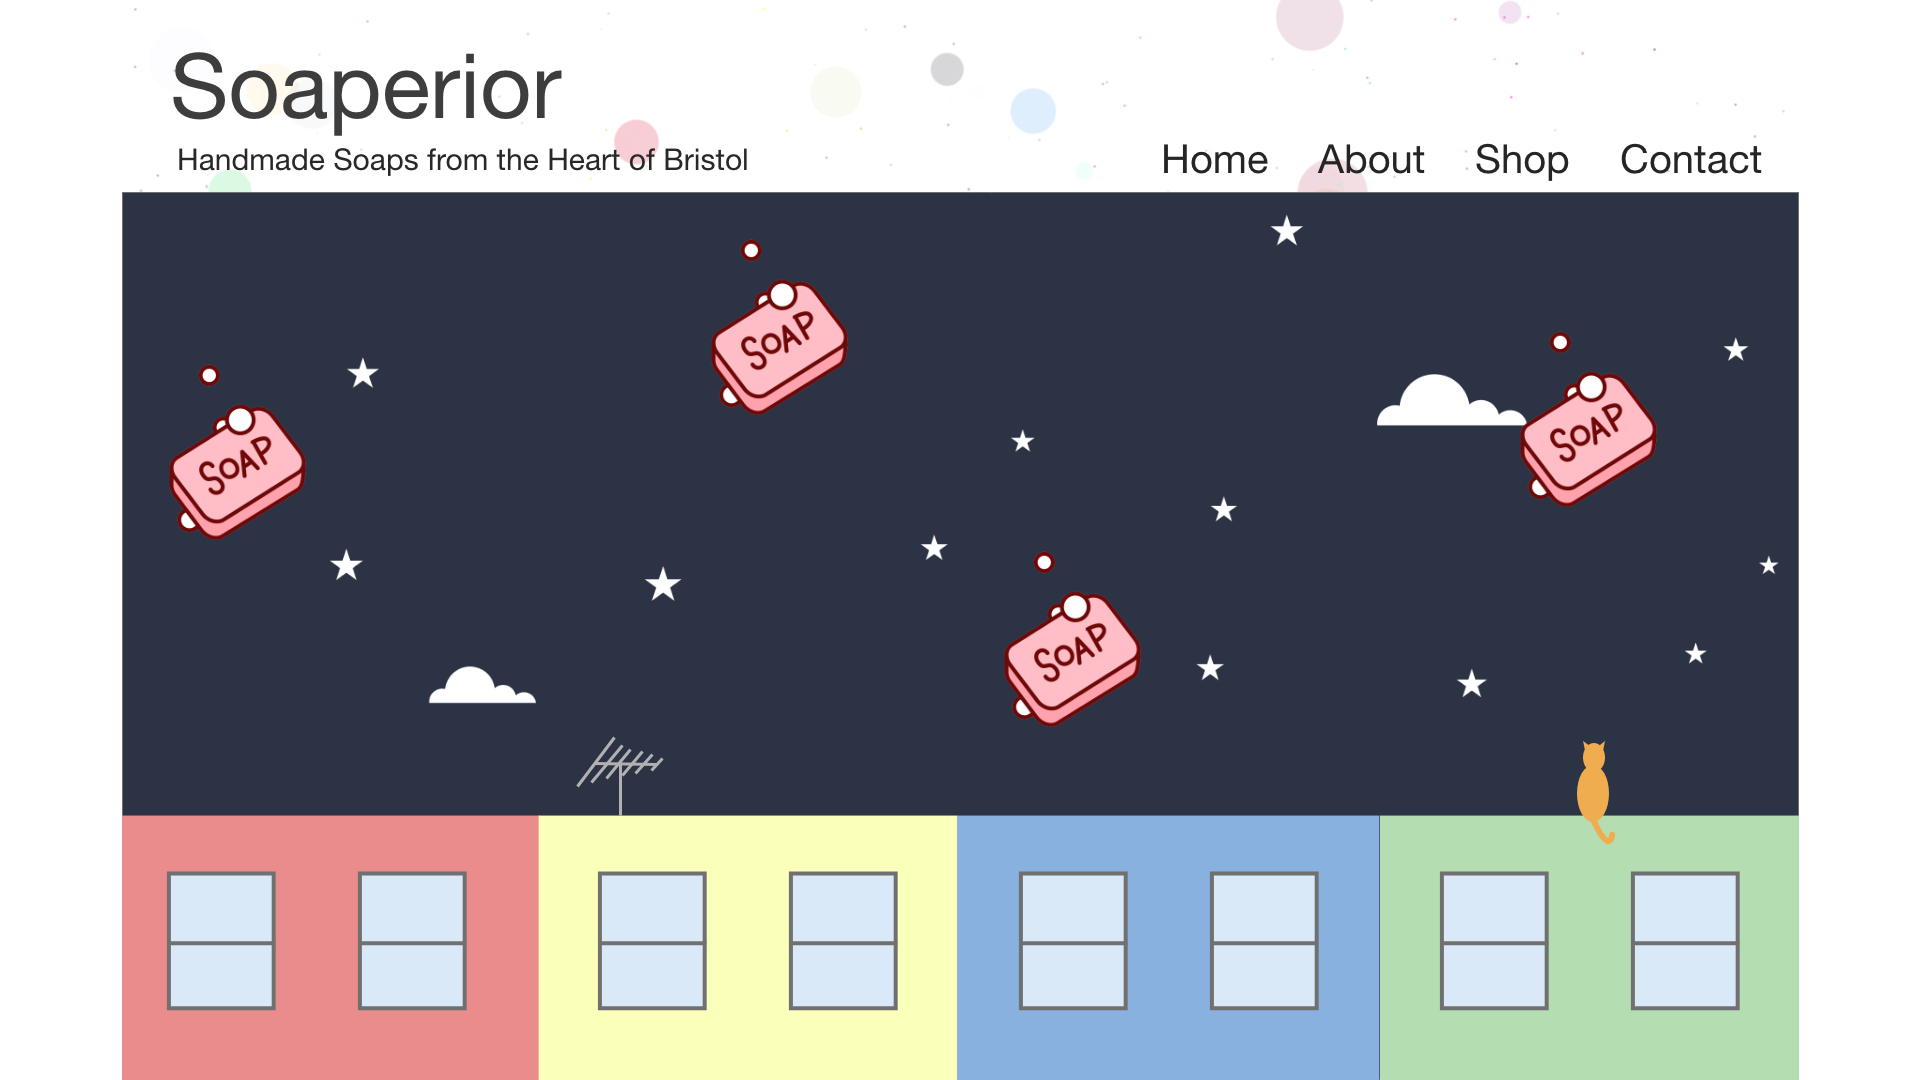 Soaperior
Handmade Soaps from the Heart of Bristol
Home About Shop Contact
SOAP
SOAP
SOAP
SOAP